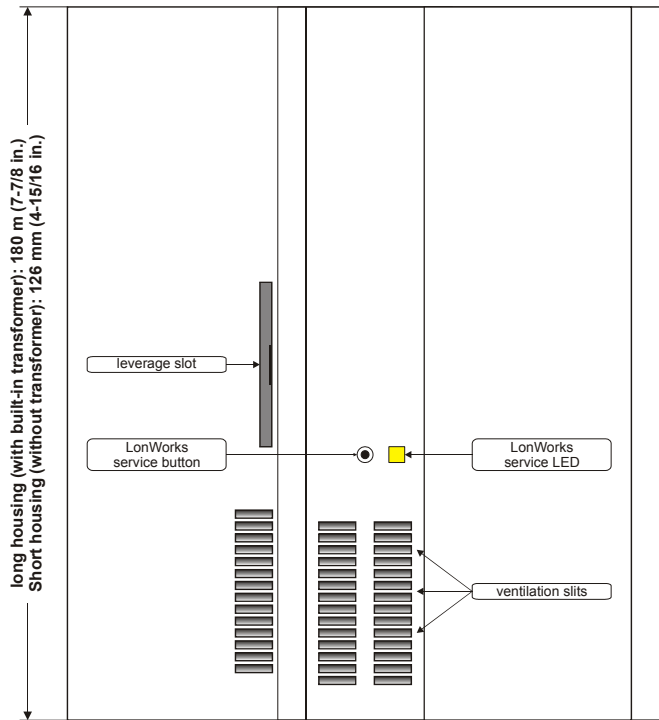 long housing (with built-in transformer): 180 m (7-7/8 in.)
Short housing (without transformer): 126 mm (4-15/16 in.)
leverage slot
LonWorks
service button
LonWorks
service LED
ventilation slits